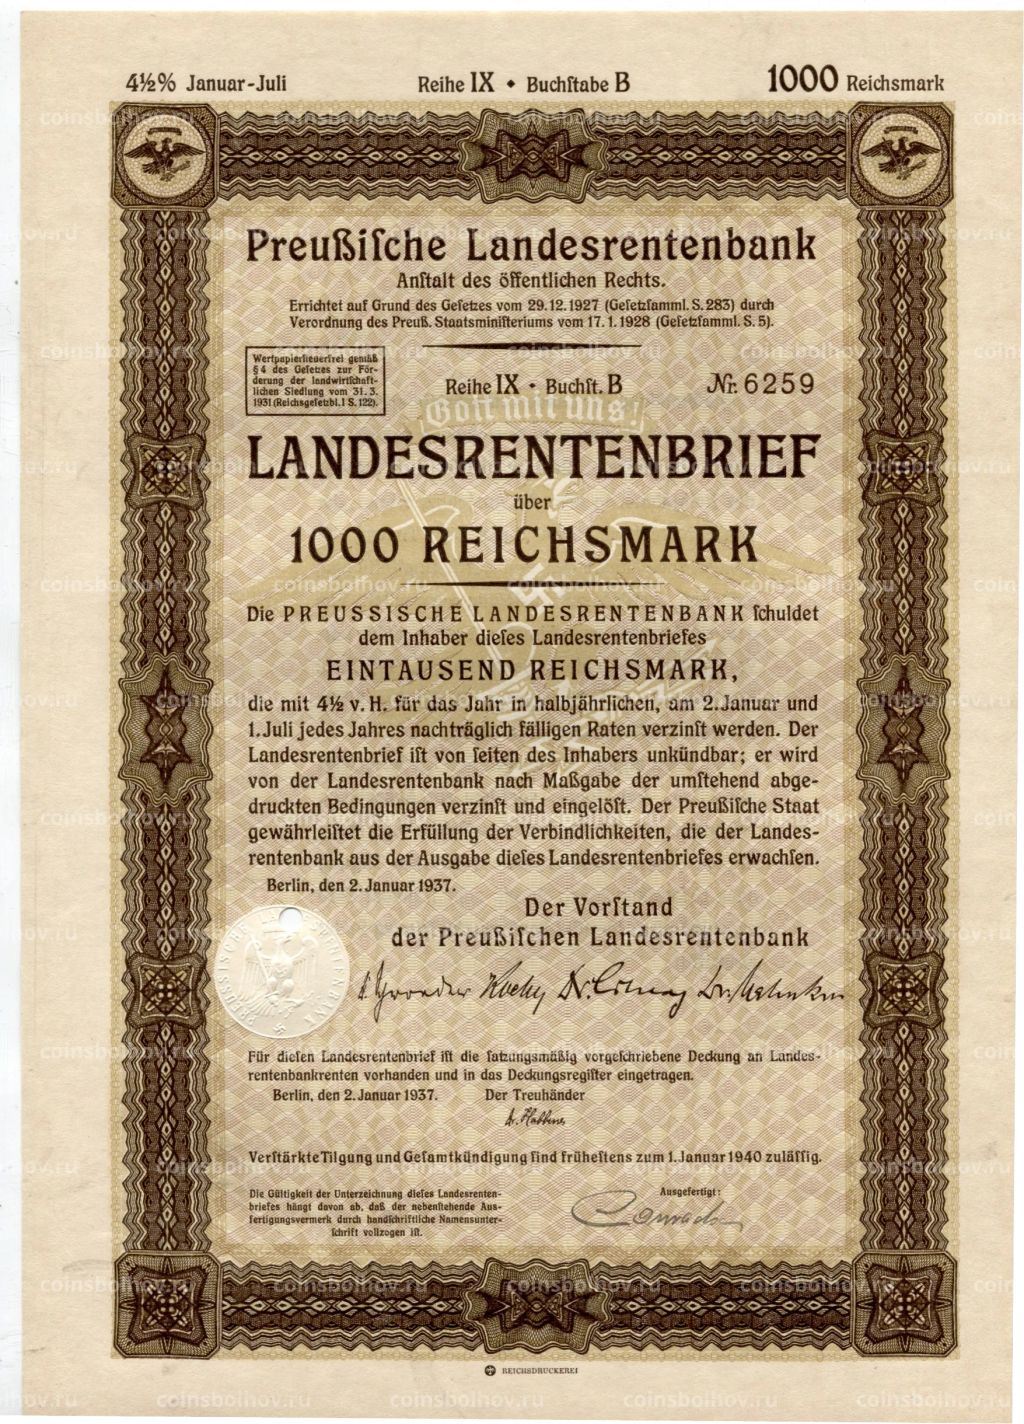 4½% Januar-Juli Reihe IX • Buchſtabe B 1000 Reichsmark
Preußiſche Landesrentenbank
Anſtalt des öffentlichen Rechts.
Errichtet auf Grund des Geſetzes vom 29.12.1927 (Geſetzſamml. S. 283) durch
Verordnung des Preuß. Staatsminiſteriums vom 17.1.1928 (Geſetzſamml. S. 5).
Wertpapierſteuerfrei gemäß
§ 4 des Geſetzes zur För-
derung der landwirtſchaft-
lichen Siedlung vom 31.3.
1931 (Reichsgeſetzbl. I S. 122).
Reihe IX • Buchſt. B Nr. 6259
Gott mit uns!
LANDESRENTENBRIEF
über
1000 REICHSMARK
Die PREUSSISCHE LANDESRENTENBANK ſchuldet
dem Inhaber dieſes Landesrentenbriefes
EINTAUSEND REICHSMARK,
die mit 4½ v. H. für das Jahr in halbjährlichen, am 2. Januar und
1. Juli jedes Jahres nachträglich fälligen Raten verzinſt werden. Der
Landesrentenbrief iſt von ſeiten des Inhabers unkündbar; er wird
von der Landesrentenbank nach Maßgabe der umſtehend abge-
druckten Bedingungen verzinſt und eingelöſt. Der Preußiſche Staat
gewährleiſtet die Erfüllung der Verbindlichkeiten, die der Landes-
rentenbank aus der Ausgabe dieſes Landesrentenbriefes erwachſen.
Berlin, den 2. Januar 1937.
Der Vorſtand
der Preußiſchen Landesrentenbank
PREUSSISCHE LANDESRENTENBANK
Für dieſen Landesrentenbrief iſt die ſatzungsmäßig vorgeſchriebene Deckung an Landes-
rentenbankrenten vorhanden und in das Deckungsregiſter eingetragen.
Berlin, den 2. Januar 1937. Der Treuhänder
Verſtärkte Tilgung und Geſamtkündigung ſind früheſtens zum 1. Januar 1940 zuläſſig.
Die Gültigkeit der Unterzeichnung dieſes Landesrenten-
briefes hängt davon ab, daß der nebenſtehende Aus-
fertigungsvermerk durch handſchriftliche Namensunter-
ſchrift vollzogen iſt.
Ausgefertigt:
REICHSDRUCKEREI
coinsbolhov.ru